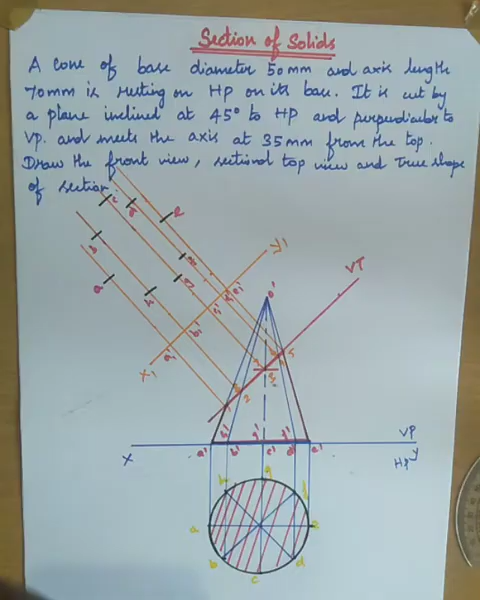 Section of Solids
A cone of base diameter 50mm and axis length
70mm is resting on HP on its base. It is cut by
a plane inclined at 45° to HP and perpendicular to
VP. and meets the axis at 35mm from the top.
Draw the front view, sectional top view and True shape
of section.
X1
Y1
VT
o'
a'
b'
c'
d'
e'
X
VP
HP
Y
a
b
c
d
e
g
h